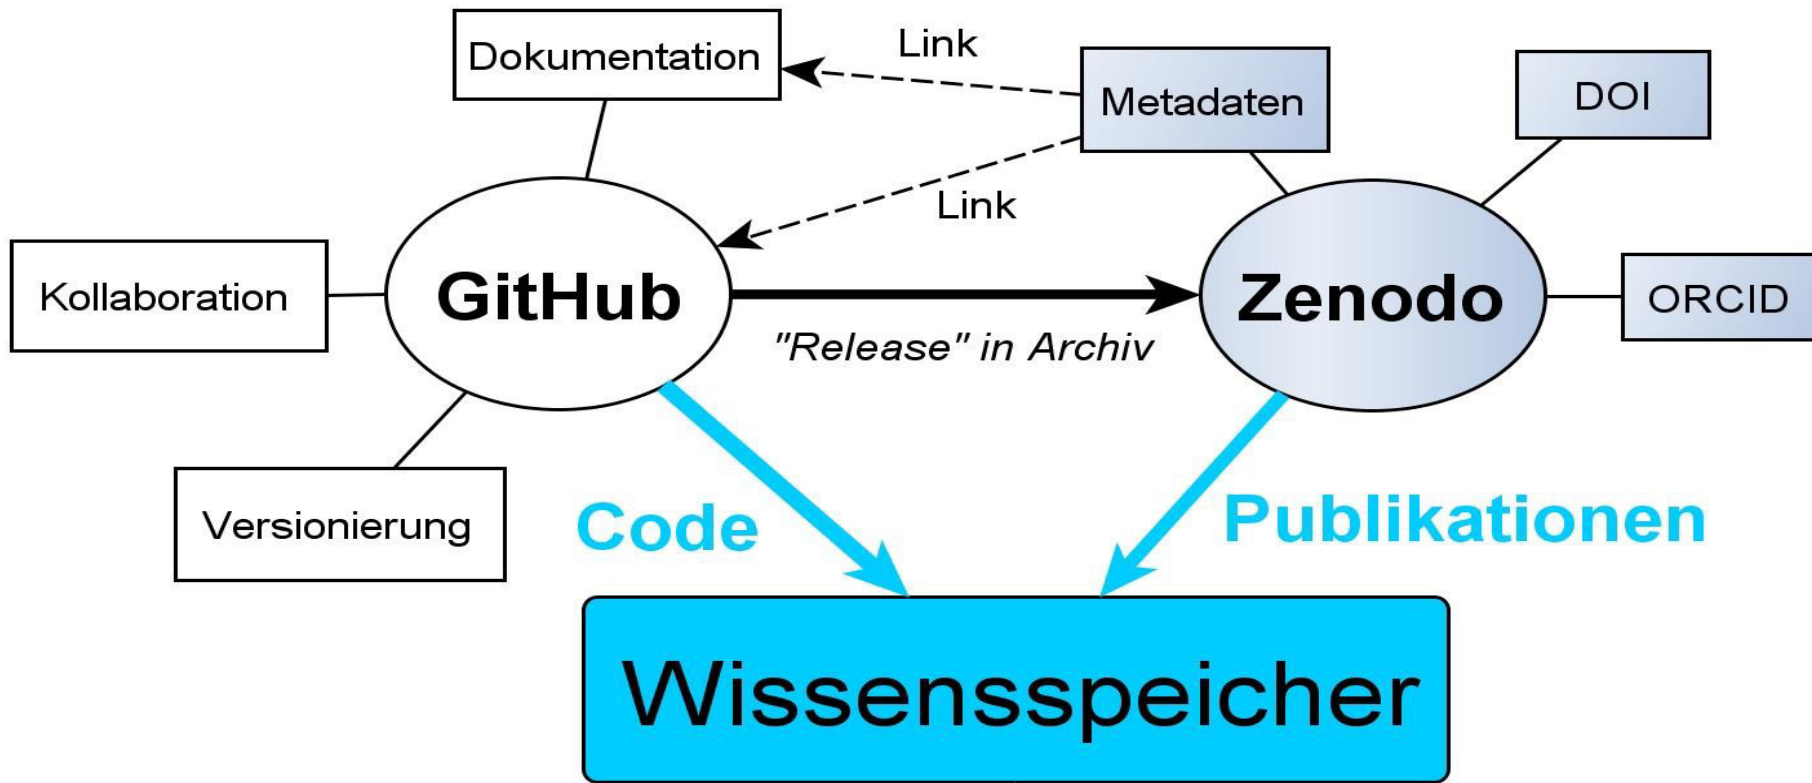 Dokumentation
Link
Metadaten
DOI
Link
Kollaboration
GitHub
Zenodo
ORCID
"Release" in Archiv
Versionierung
Code
Publikationen
Wissensspeicher